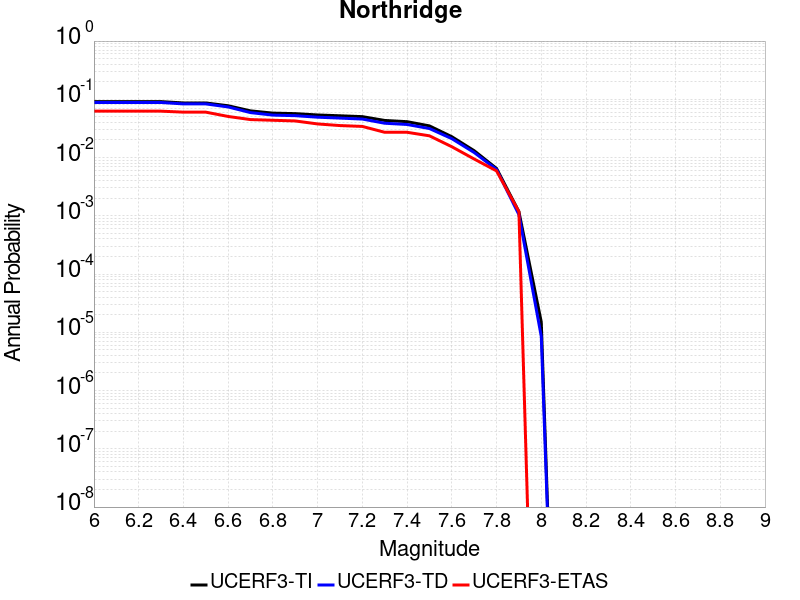 Northridge
10^0
10^-1
10^-2
10^-3
10^-4
10^-5
10^-6
10^-7
10^-8
Annual Probability
6 6.2 6.4 6.6 6.8 7 7.2 7.4 7.6 7.8 8 8.2 8.4 8.6 8.8 9
Magnitude
UCERF3-TI UCERF3-TD UCERF3-ETAS